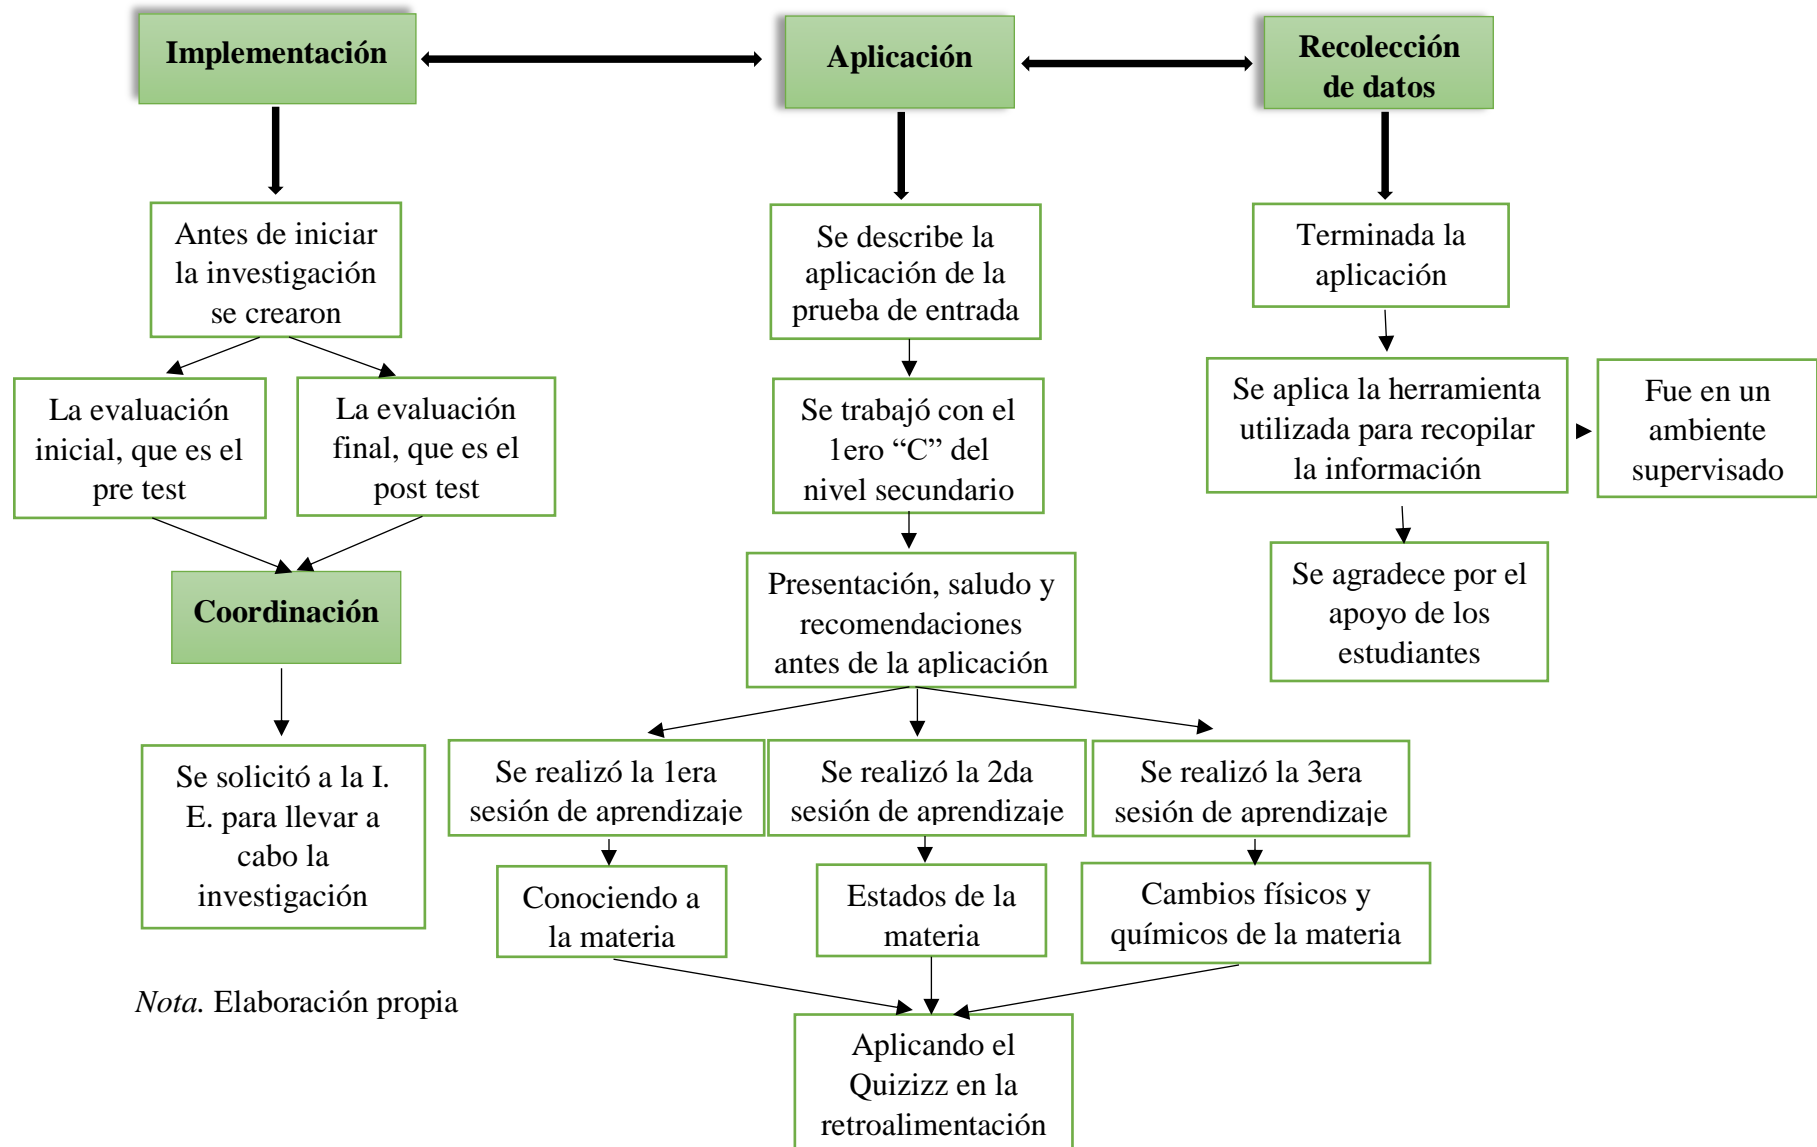 Implementación
Aplicación
Recolección
de datos
Antes de iniciar
la investigación
se crearon
La evaluación
inicial, que es el
pre test
La evaluación
final, que es el
post test
Coordinación
Se solicitó a la I.
E. para llevar a
cabo la
investigación
Se describe la
aplicación de la
prueba de entrada
Se trabajó con el
1ero “C” del
nivel secundario
Presentación, saludo y
recomendaciones
antes de la aplicación
Se realizó la 1era
sesión de aprendizaje
Se realizó la 2da
sesión de aprendizaje
Se realizó la 3era
sesión de aprendizaje
Conociendo a
la materia
Estados de la
materia
Cambios físicos y
químicos de la materia
Aplicando el
Quizizz en la
retroalimentación
Terminada la
aplicación
Se aplica la herramienta
utilizada para recopilar
la información
Fue en un
ambiente
supervisado
Se agradece por el
apoyo de los
estudiantes
Nota. Elaboración propia